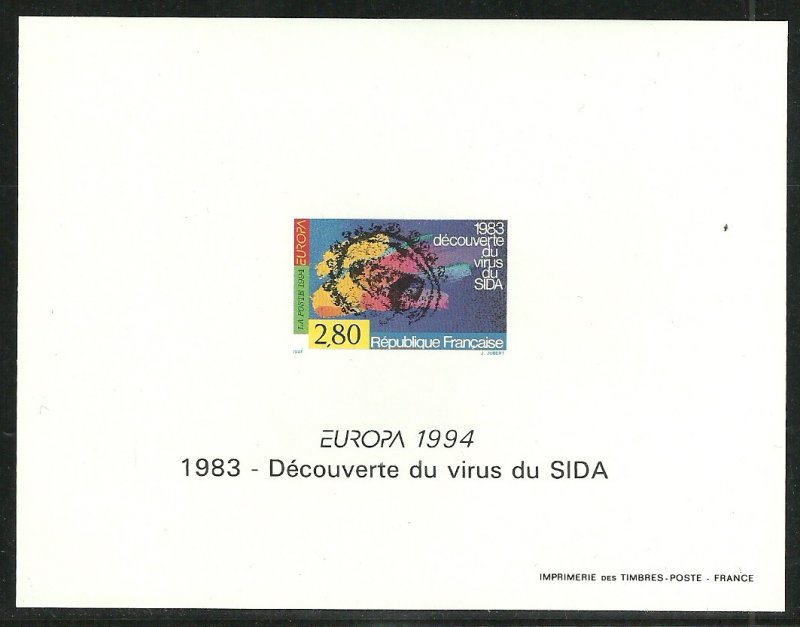 1983
découverte
du
virus
du
SIDA
EUROPA
LA POSTE 1994
2,80
République Française
J. JUBERT
EUROPA 1994
1983 - Découverte du virus du SIDA
IMPRIMERIE DES TIMBRES-POSTE - FRANCE